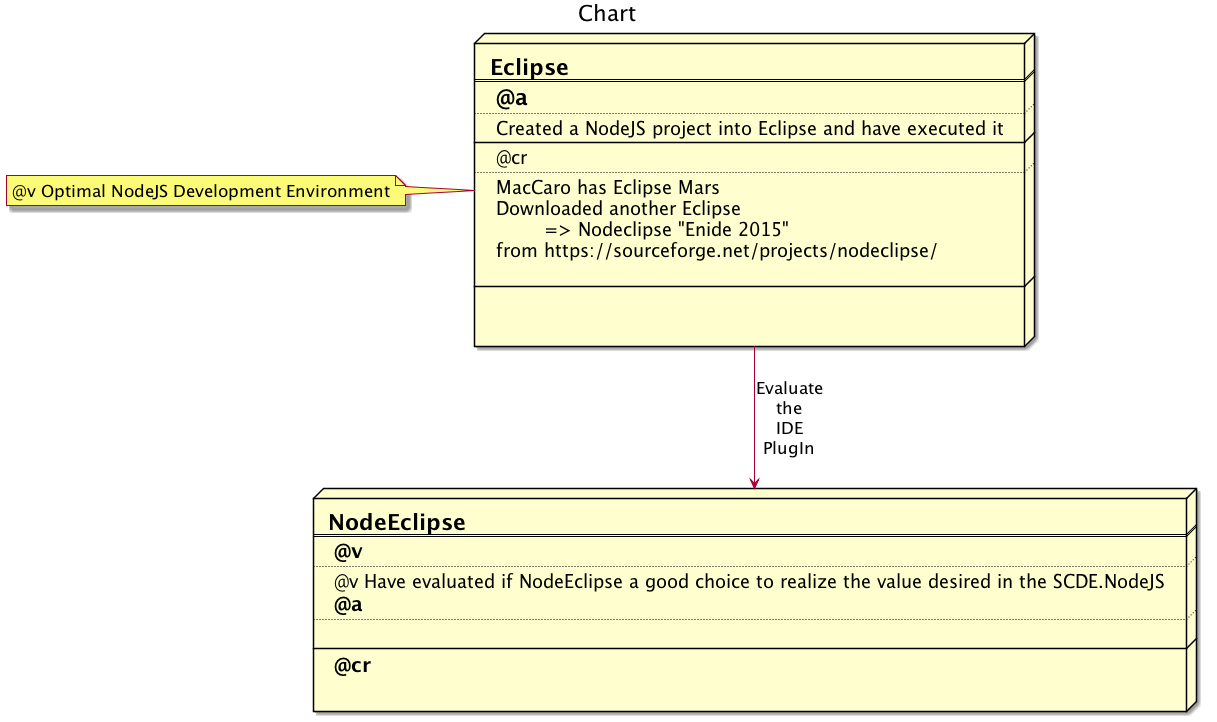 Chart
Eclipse
@a
Created a NodeJS project into Eclipse and have executed it
@cr
MacCaro has Eclipse Mars
Downloaded another Eclipse
=> Nodeclipse "Enide 2015"
from https://sourceforge.net/projects/nodeclipse/
@v Optimal NodeJS Development Environment
Evaluate
the
IDE
PlugIn
NodeEclipse
@v
@v Have evaluated if NodeEclipse a good choice to realize the value desired in the SCDE.NodeJS
@a
@cr